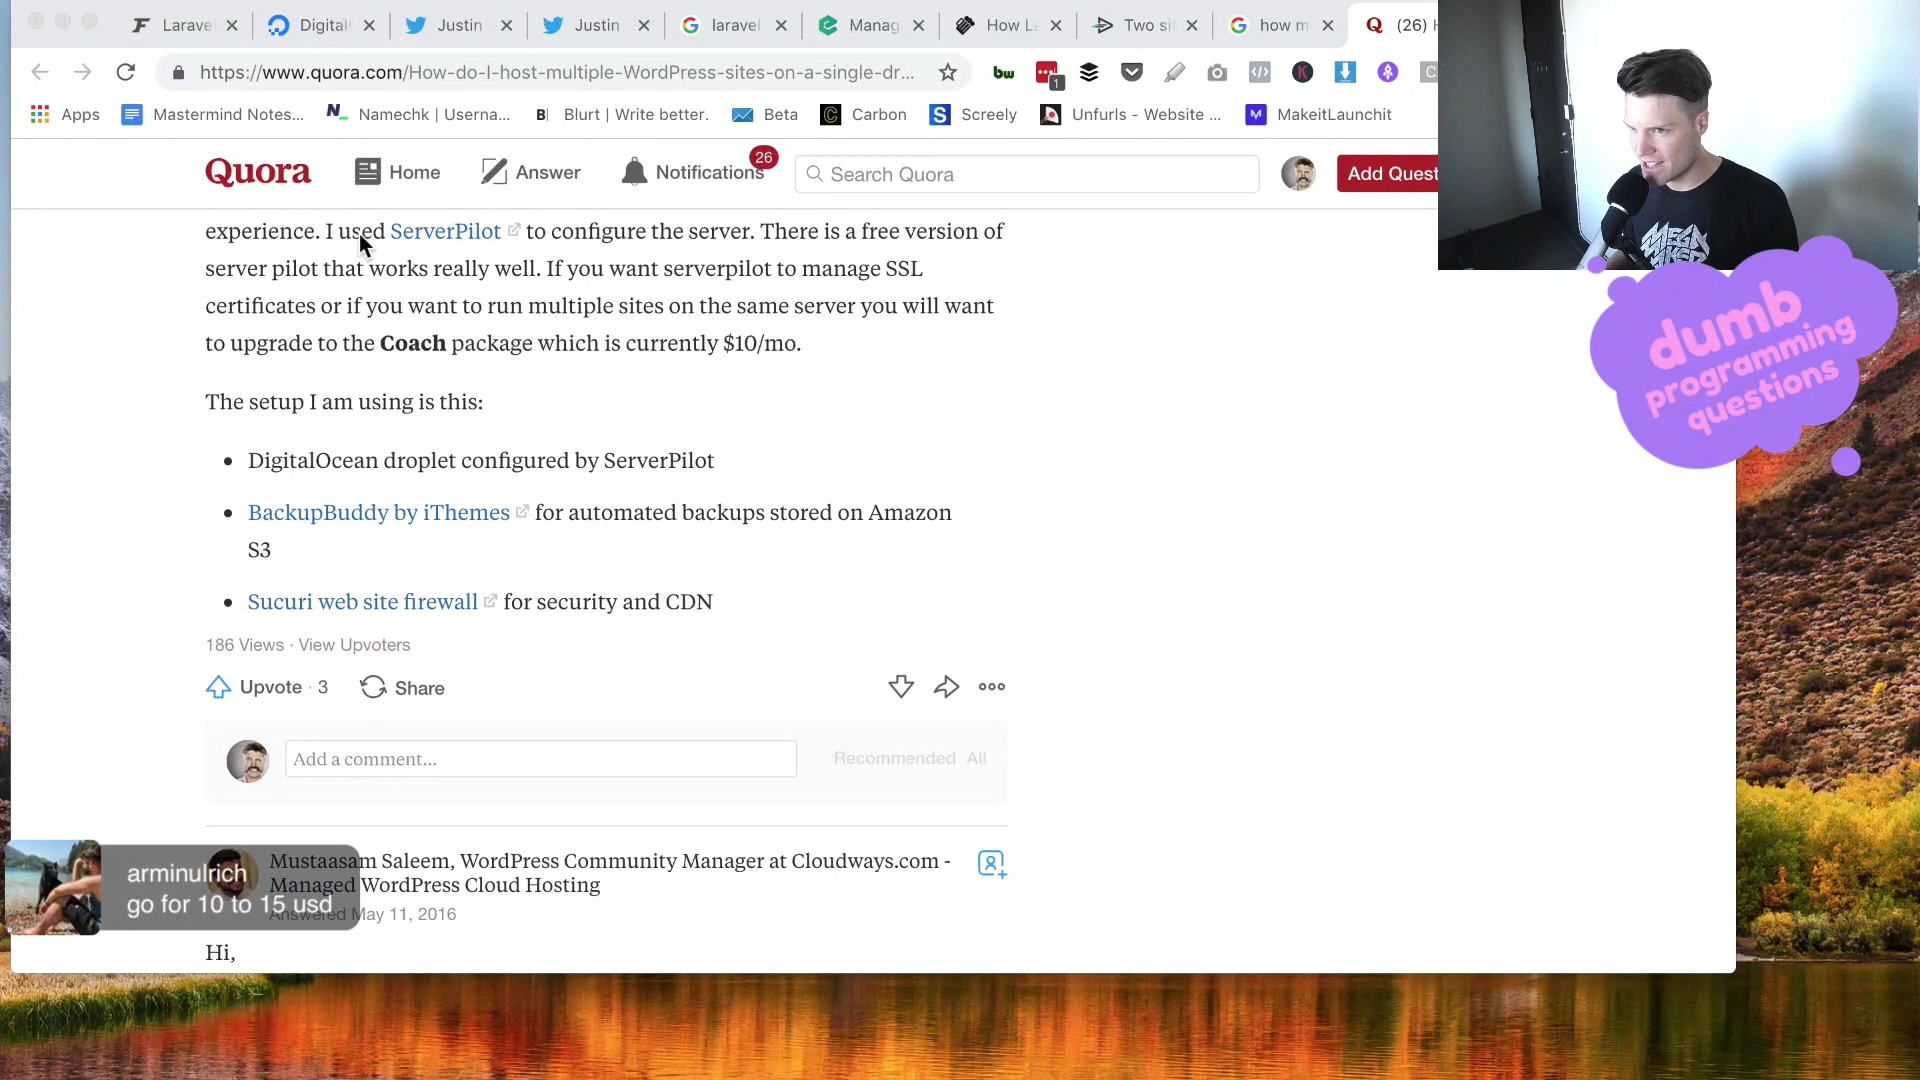 Larave
Digital
Justin
Justin
laravel
Manag
How La
Two si
how m
(26) H
https://www.quora.com/How-do-I-host-multiple-WordPress-sites-on-a-single-dr...
bw
1
Apps
Mastermind Notes...
Namechk | Userna...
Blurt | Write better.
Beta
Carbon
Screely
Unfurls - Website ...
MakeitLaunchit
Quora
Home
Answer
Notifications
26
Search Quora
Add Quest
experience. I used ServerPilot to configure the server. There is a free version of
server pilot that works really well. If you want serverpilot to manage SSL
certificates or if you want to run multiple sites on the same server you will want
to upgrade to the Coach package which is currently $10/mo.
The setup I am using is this:
• DigitalOcean droplet configured by ServerPilot
• BackupBuddy by iThemes for automated backups stored on Amazon
S3
• Sucuri web site firewall for security and CDN
186 Views · View Upvoters
Upvote · 3
Share
Add a comment...
Recommended All
Mustaasam Saleem, WordPress Community Manager at Cloudways.com -
Managed WordPress Cloud Hosting
Answered May 11, 2016
Hi,
arminulrich
go for 10 to 15 usd
dumb
programming
questions
MEGA
MAKER